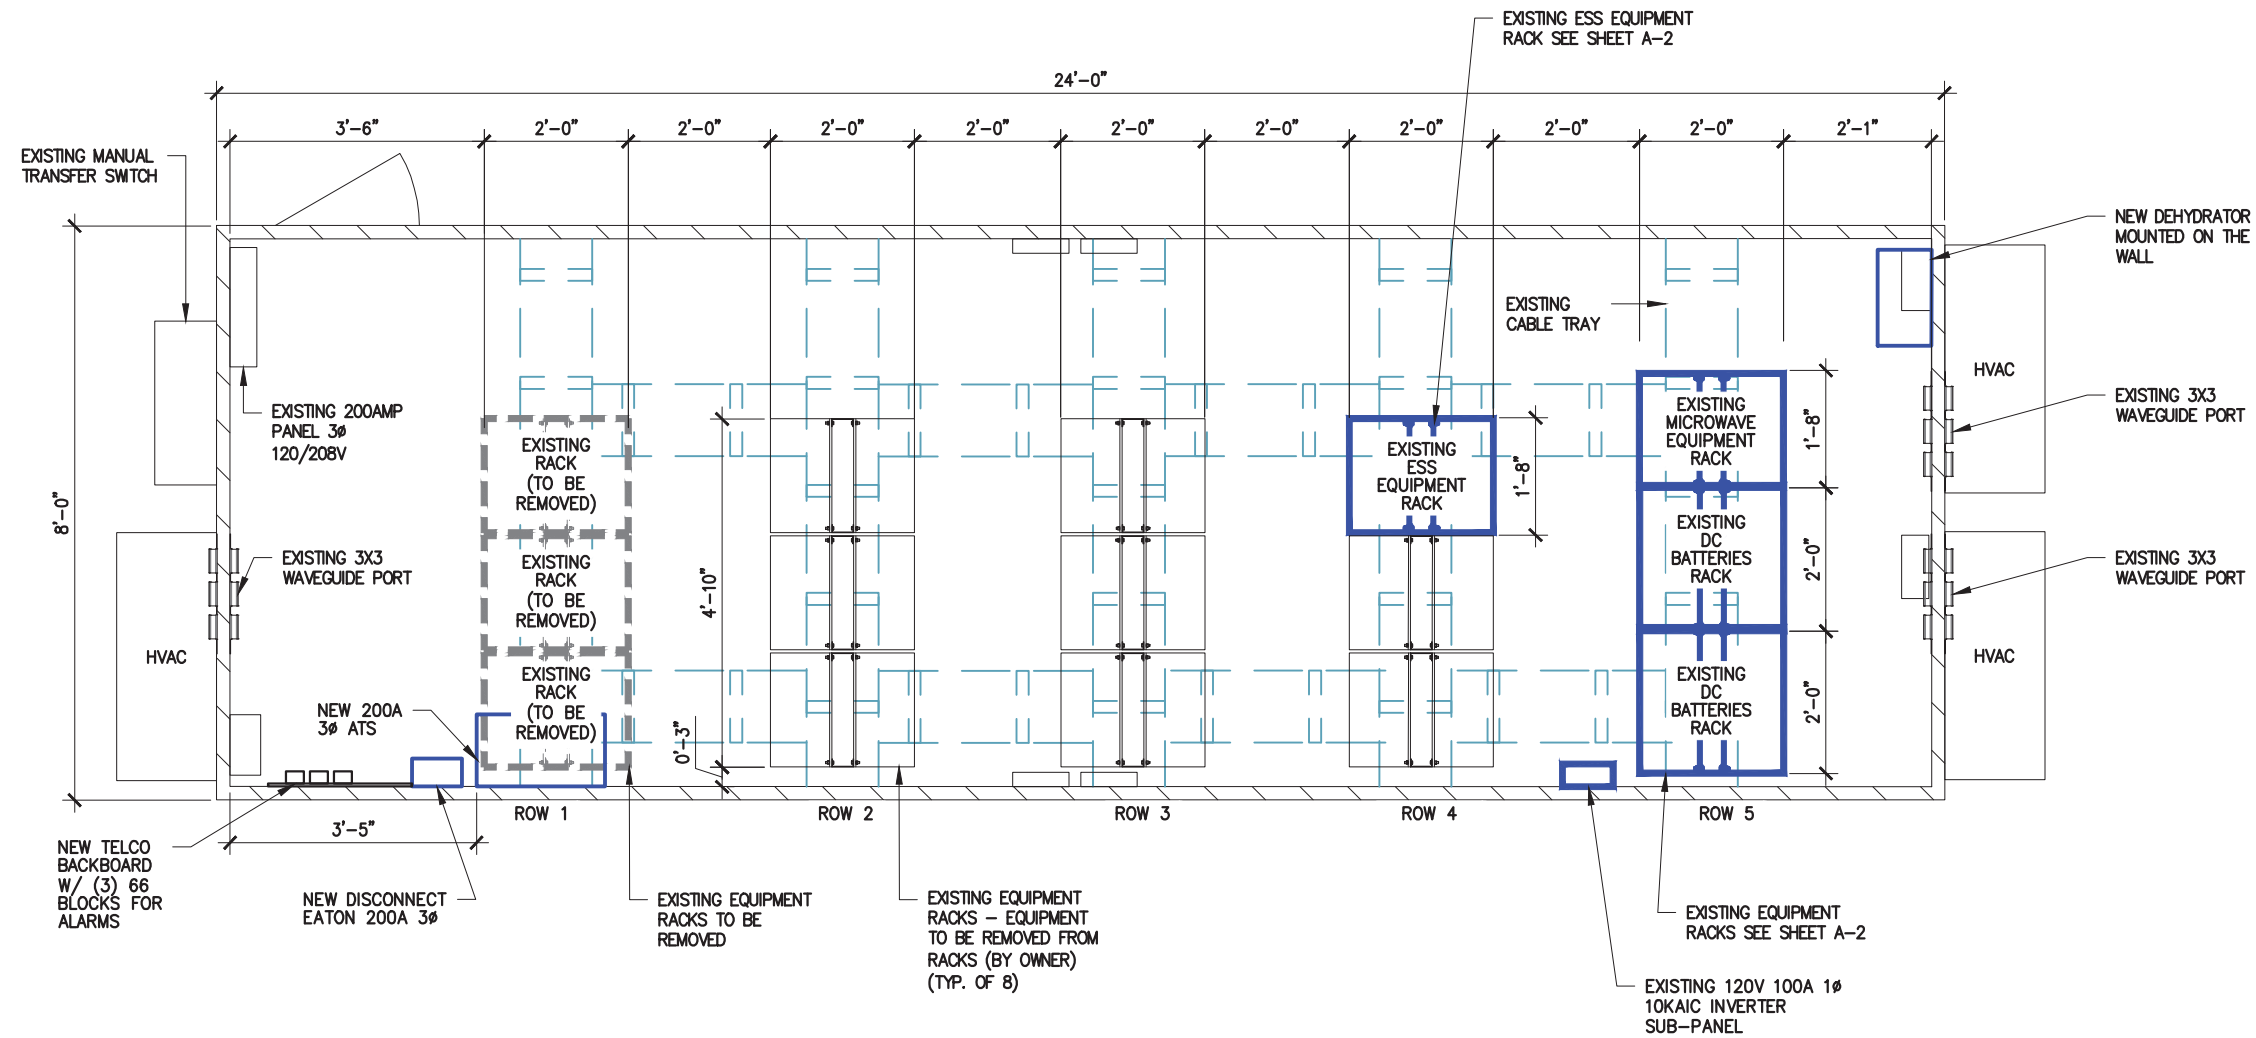 EXISTING ESS EQUIPMENT
RACK SEE SHEET A-2
24'-0"
3'-6"
2'-0"
2'-0"
2'-0"
2'-0"
2'-0"
2'-0"
2'-0"
2'-0"
2'-0"
2'-1"
EXISTING MANUAL
TRANSFER SWITCH
NEW DEHYDRATOR
MOUNTED ON THE
WALL
EXISTING
CABLE TRAY
HVAC
EXISTING 200AMP
PANEL 3ø
120/208V
EXISTING 3X3
WAVEGUIDE PORT
EXISTING
RACK
(TO BE
REMOVED)
EXISTING
ESS
EQUIPMENT
RACK
1'-8"
EXISTING
MICROWAVE
EQUIPMENT
RACK
1'-8"
8'-0"
EXISTING 3X3
WAVEGUIDE PORT
EXISTING
RACK
(TO BE
REMOVED)
4'-10"
EXISTING
DC
BATTERIES
RACK
2'-0"
EXISTING 3X3
WAVEGUIDE PORT
HVAC
HVAC
EXISTING
RACK
(TO BE
REMOVED)
EXISTING
DC
BATTERIES
RACK
2'-0"
NEW 200A
3ø ATS
0'-3"
ROW 1
ROW 2
ROW 3
ROW 4
ROW 5
3'-5"
NEW TELCO
BACKBOARD
W/ (3) 66
BLOCKS FOR
ALARMS
NEW DISCONNECT
EATON 200A 3ø
EXISTING EQUIPMENT
RACKS TO BE
REMOVED
EXISTING EQUIPMENT
RACKS - EQUIPMENT
TO BE REMOVED FROM
RACKS (BY OWNER)
(TYP. OF 8)
EXISTING EQUIPMENT
RACKS SEE SHEET A-2
EXISTING 120V 100A 1ø
10KAIC INVERTER
SUB-PANEL